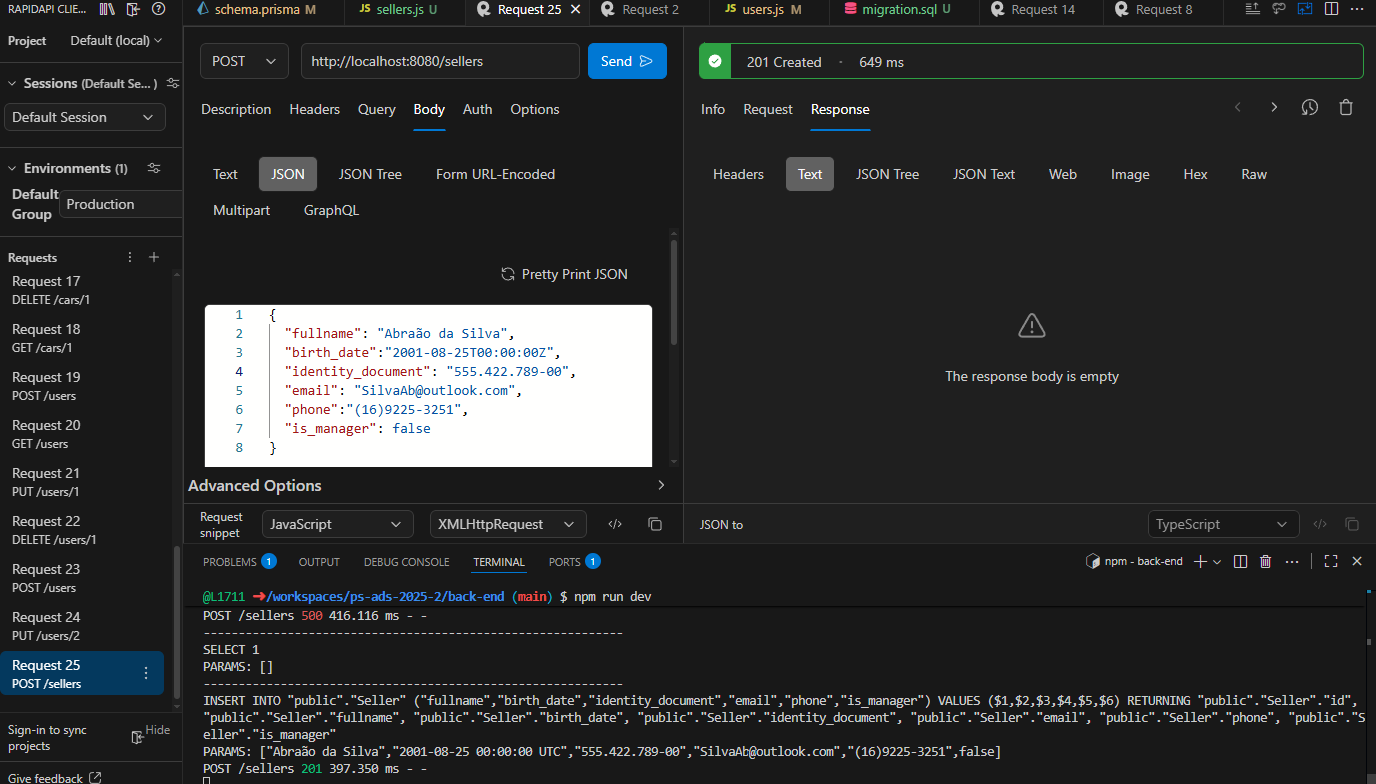 RAPIDAPI CLIE...
schema.prisma M
JS sellers.js U
Request 25
Request 2
JS users.js M
migration.sql U
Request 14
Request 8
Project Default (local)
Sessions (Default Se... )
Default Session
Environments (1)
Default Group
Production
Requests
Request 17
DELETE /cars/1
Request 18
GET /cars/1
Request 19
POST /users
Request 20
GET /users
Request 21
PUT /users/1
Request 22
DELETE /users/1
Request 23
POST /users
Request 24
PUT /users/2
Request 25
POST /sellers
Sign-in to sync projects
Hide
Give feedback
POST http://localhost:8080/sellers Send
Description Headers Query Body Auth Options
Text JSON JSON Tree Form URL-Encoded
Multipart GraphQL
Pretty Print JSON
1 {
2 "fullname": "Abraão da Silva",
3 "birth_date":"2001-08-25T00:00:00Z",
4 "identity_document": "555.422.789-00",
5 "email": "SilvaAb@outlook.com",
6 "phone":"(16)9225-3251",
7 "is_manager": false
8 }
Advanced Options
Request snippet
JavaScript XMLHttpRequest
201 Created · 649 ms
Info Request Response
Headers Text JSON Tree JSON Text Web Image Hex Raw
The response body is empty
JSON to TypeScript
PROBLEMS 1 OUTPUT DEBUG CONSOLE TERMINAL PORTS 1
npm - back-end
@L1711 ➜/workspaces/ps-ads-2025-2/back-end (main) $ npm run dev
POST /sellers 500 416.116 ms - -
------------------------------------------------------------
SELECT 1
PARAMS: []
------------------------------------------------------------
INSERT INTO "public"."Seller" ("fullname","birth_date","identity_document","email","phone","is_manager") VALUES ($1,$2,$3,$4,$5,$6) RETURNING "public"."Seller"."id",
"public"."Seller"."fullname", "public"."Seller"."birth_date", "public"."Seller"."identity_document", "public"."Seller"."email", "public"."Seller"."phone", "public"."S
eller"."is_manager"
PARAMS: ["Abraão da Silva","2001-08-25 00:00:00 UTC","555.422.789-00","SilvaAb@outlook.com","(16)9225-3251",false]
POST /sellers 201 397.350 ms - -